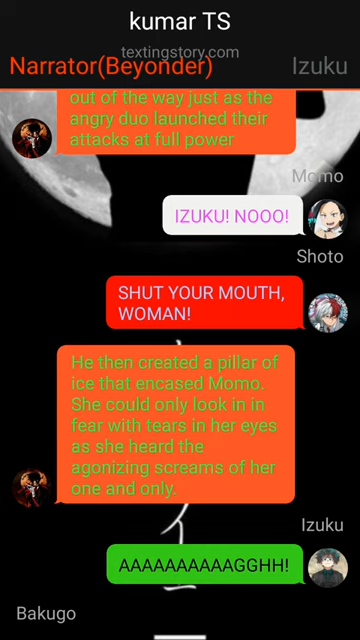 kumar TS
textingstory.com
Narrator(Beyonder)
Izuku
out of the way just as the
angry duo launched their
attacks at full power
Momo
IZUKU! NOOO!
Shoto
SHUT YOUR MOUTH,
WOMAN!
He then created a pillar of
ice that encased Momo.
She could only look in in
fear with tears in her eyes
as she heard the
agonizing screams of her
one and only.
Izuku
AAAAAAAAAAGGHH!
Bakugo